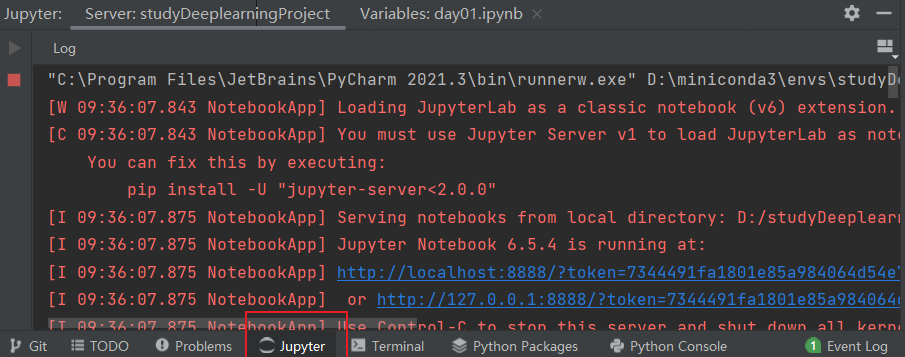 Jupyter: Server: studyDeeplearningProject Variables: day01.ipynb
Log
"C:\Program Files\JetBrains\PyCharm 2021.3\bin\runnerw.exe" D:\miniconda3\envs\studyDe
[W 09:36:07.843 NotebookApp] Loading JupyterLab as a classic notebook (v6) extension.
[C 09:36:07.843 NotebookApp] You must use Jupyter Server v1 to load JupyterLab as note
You can fix this by executing:
pip install -U "jupyter-server<2.0.0"
[I 09:36:07.875 NotebookApp] Serving notebooks from local directory: D:/studyDeeplearn
[I 09:36:07.875 NotebookApp] Jupyter Notebook 6.5.4 is running at:
[I 09:36:07.875 NotebookApp] http://localhost:8888/?token=7344491fa1801e85a984064d54e7
[I 09:36:07.875 NotebookApp]  or http://127.0.0.1:8888/?token=7344491fa1801e85a984064d
[I 09:36:07.875 NotebookApp] Use Control-C to stop this server and shut down all kerne
Git TODO Problems Jupyter Terminal Python Packages Python Console 1 Event Log